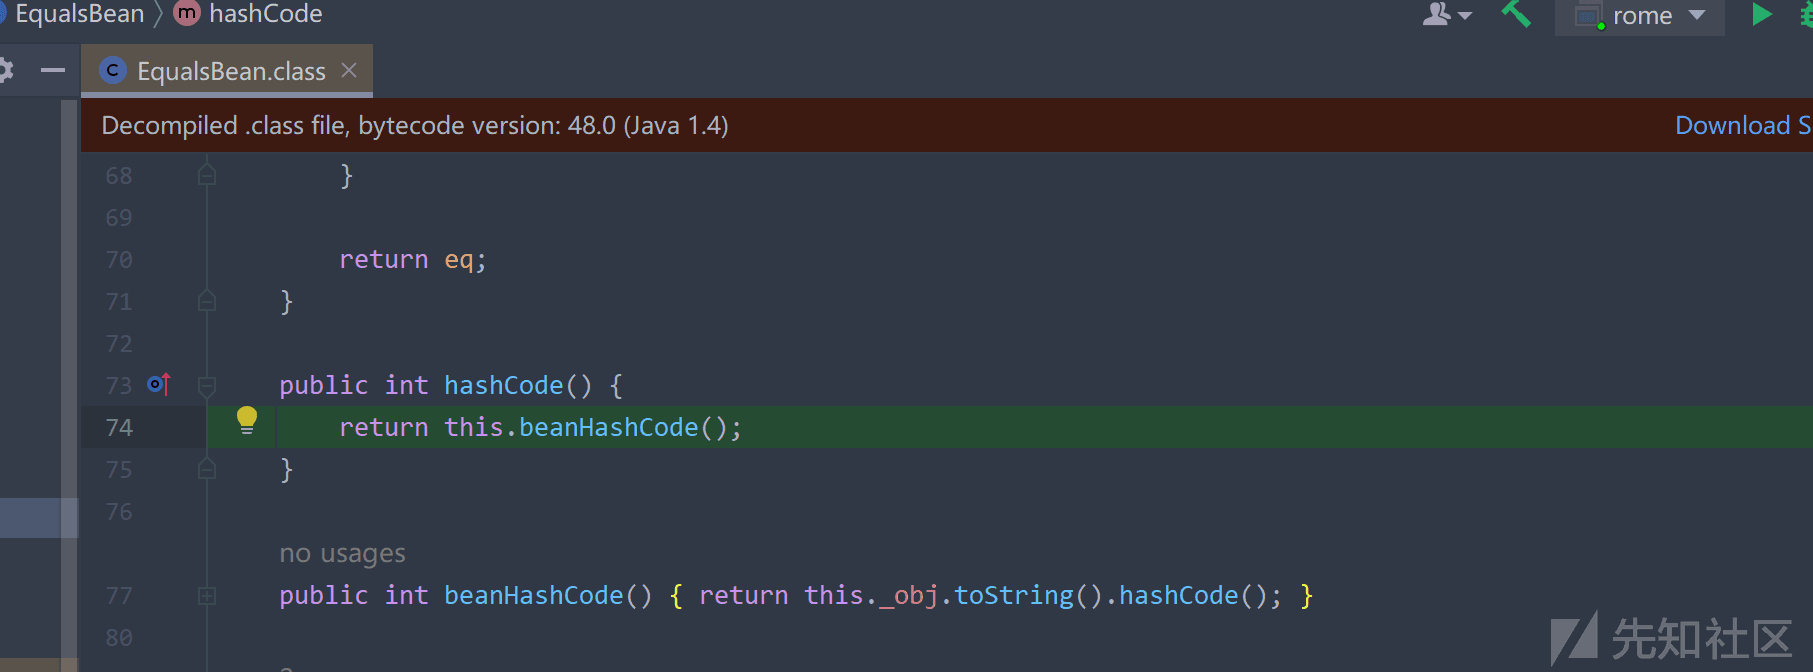 EqualsBean 〉 m hashCode
rome
C EqualsBean.class ×
Decompiled .class file, bytecode version: 48.0 (Java 1.4)
Download S
68 }
69
70 return eq;
71 }
72
73 public int hashCode() {
74 return this.beanHashCode();
75 }
76
no usages
77 public int beanHashCode() { return this._obj.toString().hashCode(); }
80
先知社区